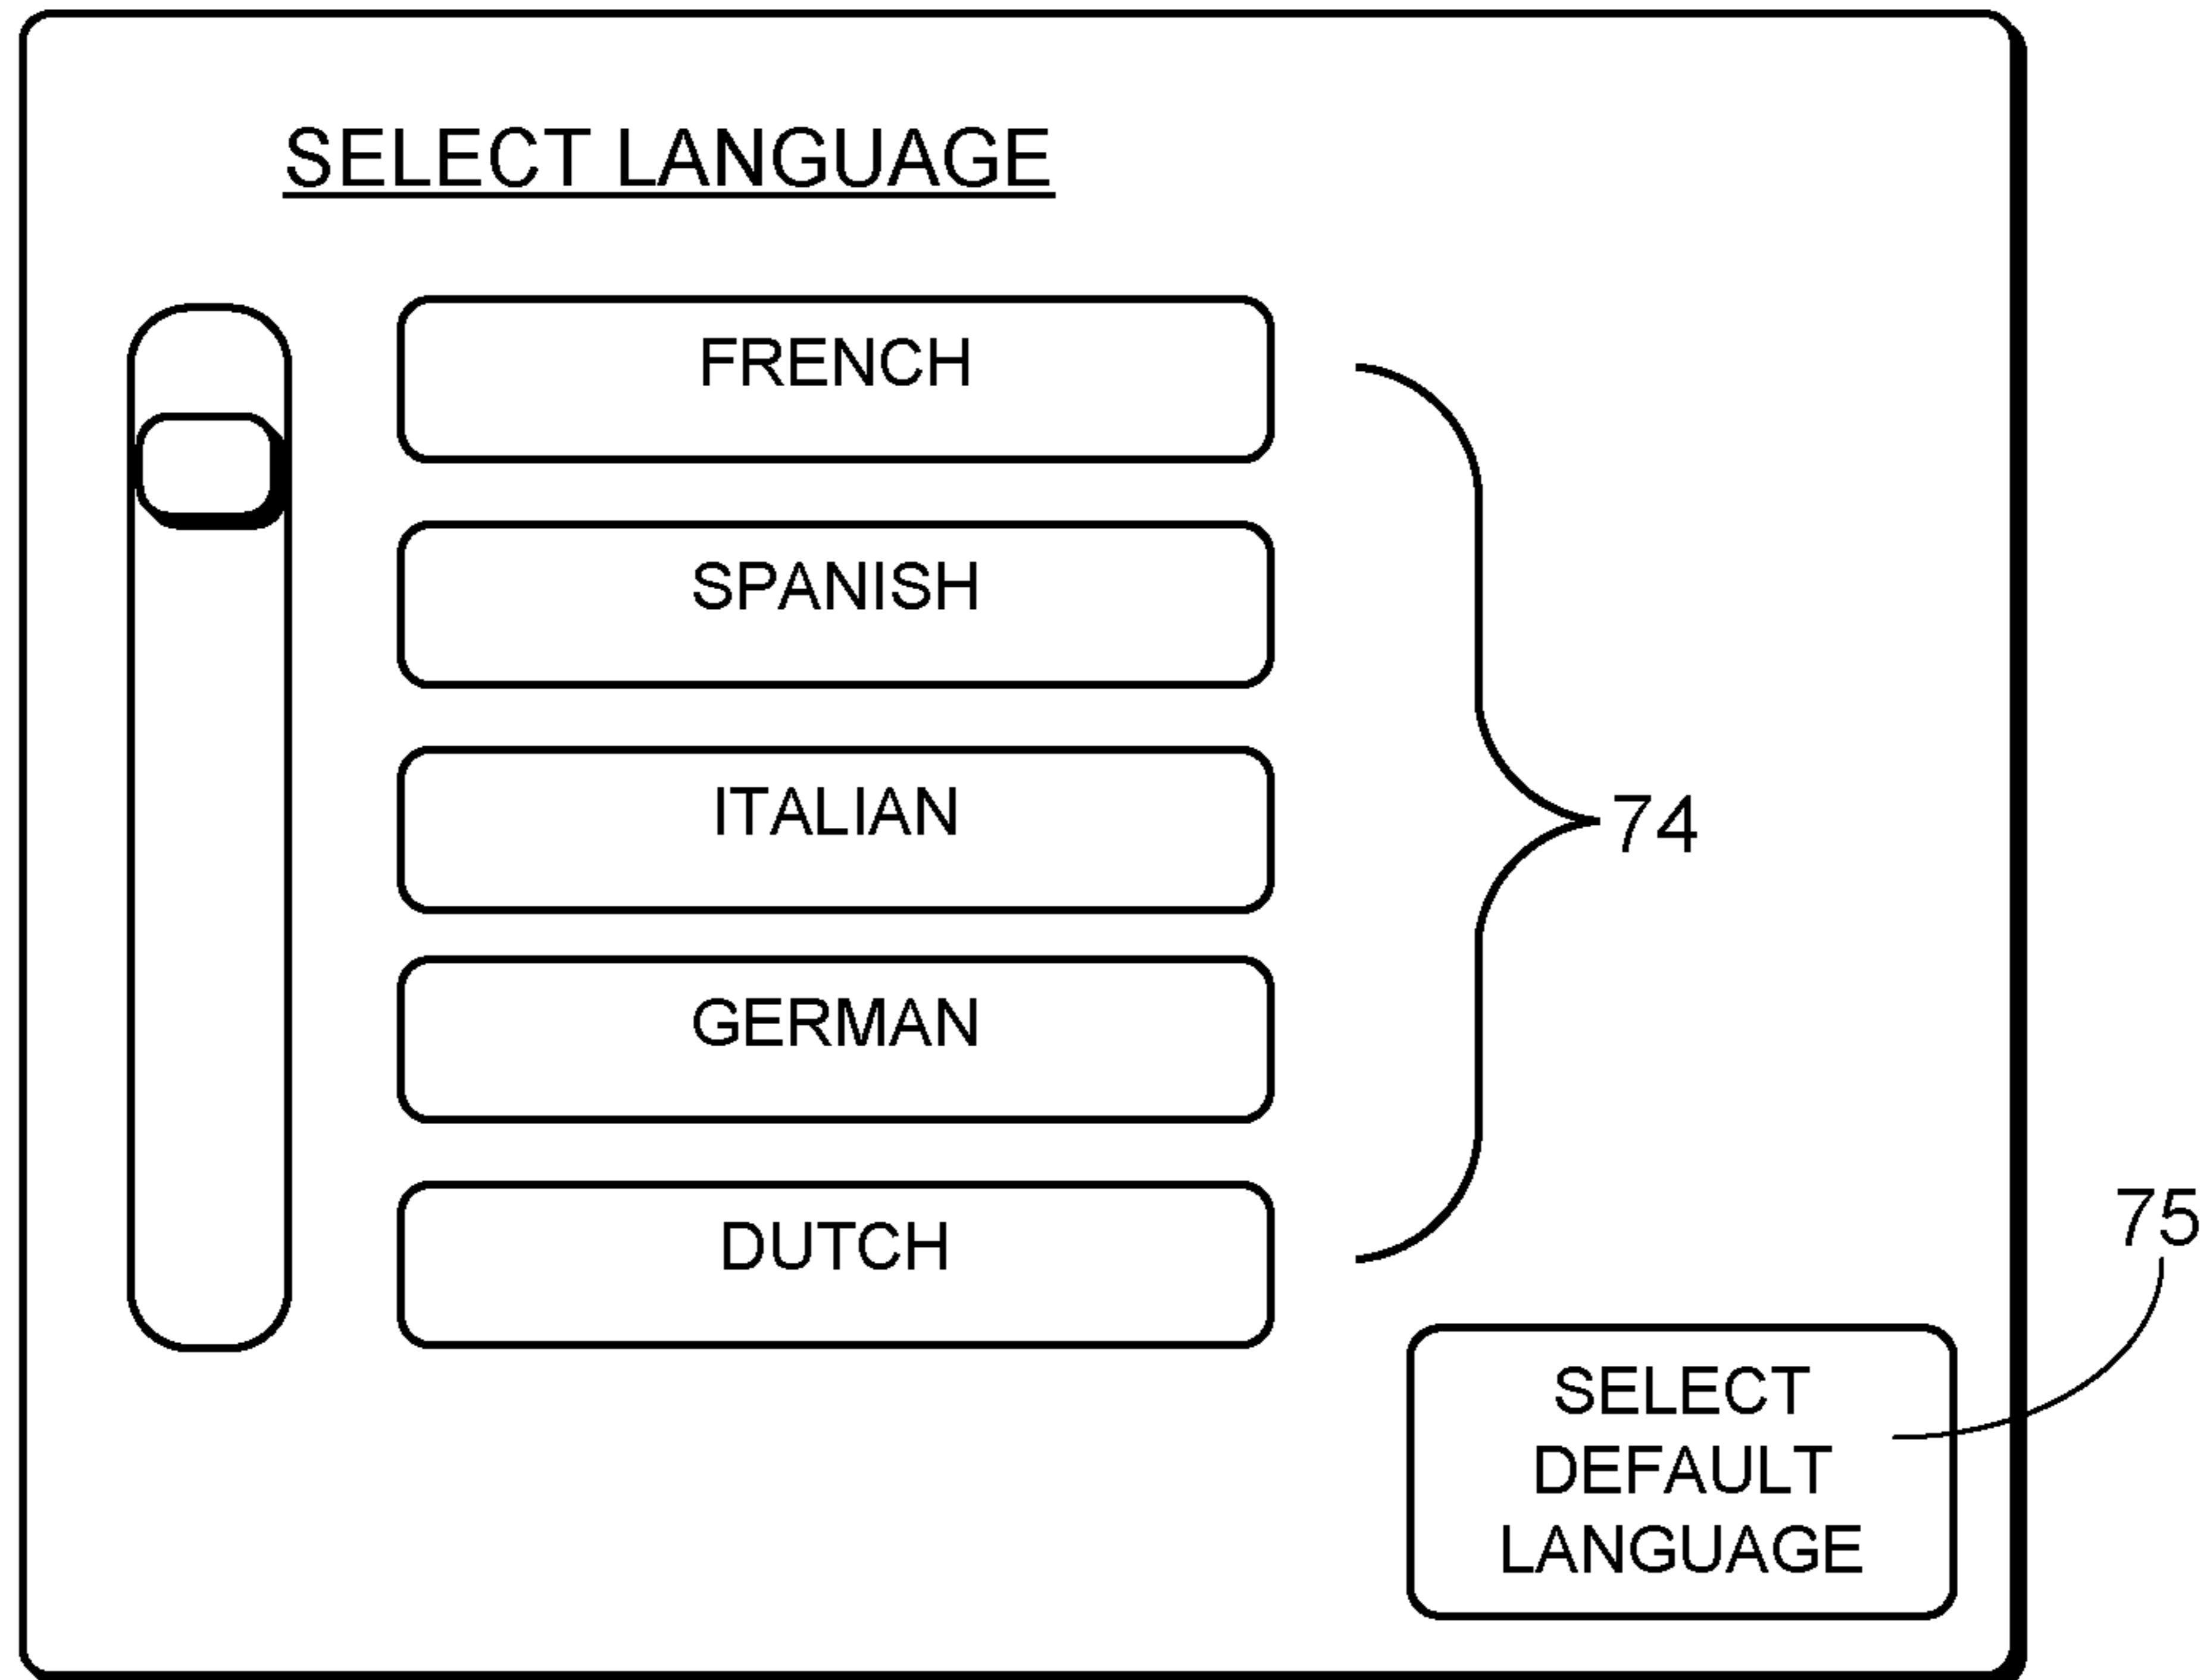 SELECT LANGUAGE
FRENCH
SPANISH
ITALIAN
74
GERMAN
DUTCH
75
SELECT
DEFAULT
LANGUAGE